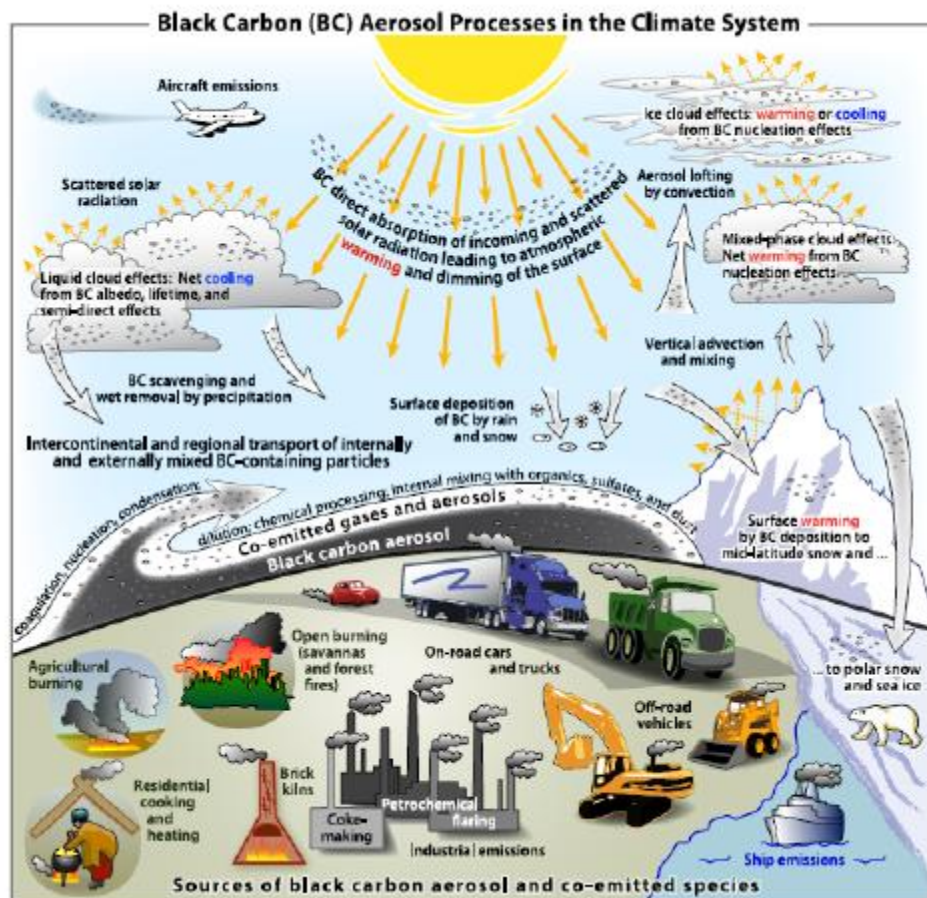 Black Carbon (BC) Aerosol Processes in the Climate System
Aircraft emissions
Ice cloud effects: warming or cooling
from BC nucleation effects
Scattered solar
radiation
BC direct absorption of incoming and scattered
solar radiation leading to atmospheric
warming and dimming of the surface
Aerosol lofting
by convection
Liquid cloud effects: Net cooling
from BC albedo, lifetime, and
semi-direct effects
Mixed-phase cloud effects:
Net warming from BC
nucleation effects
Vertical advection
and mixing
BC scavenging and
wet removal by precipitation
Surface deposition
of BC by rain
and snow
Intercontinental and regional transport of internally
and externally mixed BC-containing particles
coagulation, nucleation, condensation;
dilution; chemical processing; internal mixing with organics, sulfates, and dust
Co-emitted gases and aerosols
Black carbon aerosol
Surface warming
by BC deposition to
mid-latitude snow and ...
... to polar snow
and sea ice
Agricultural
burning
Open burning
(savannas
and forest
fires)
On-road cars
and trucks
Off-road
vehicles
Residential
cooking
and
heating
Brick
kilns
Coke-
making
Petrochemical
flaring
Industrial emissions
Ship emissions
Sources of black carbon aerosol and co-emitted species